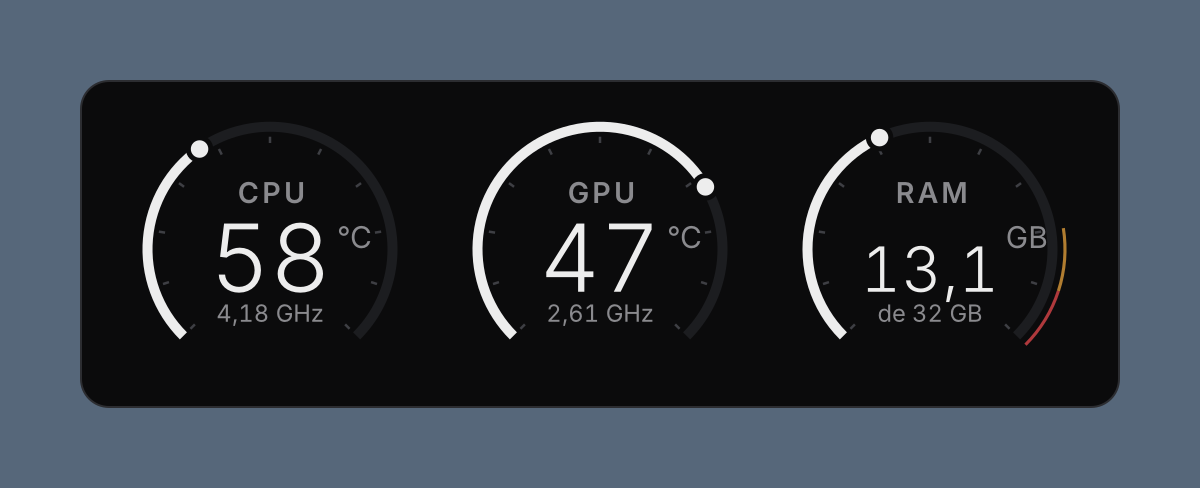 CPU
58 °C
4,18 GHz
GPU
47 °C
2,61 GHz
RAM
13,1 GB
de 32 GB